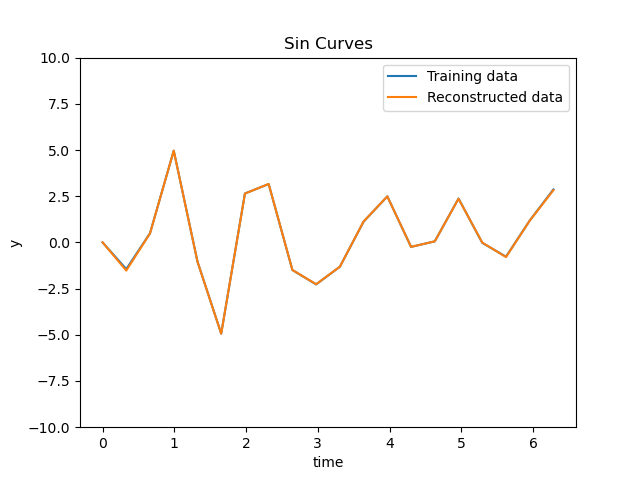 Sin Curves
Training data
Reconstructed data
10.0
7.5
5.0
2.5
0.0
−2.5
−5.0
−7.5
−10.0
y
0 1 2 3 4 5 6
time